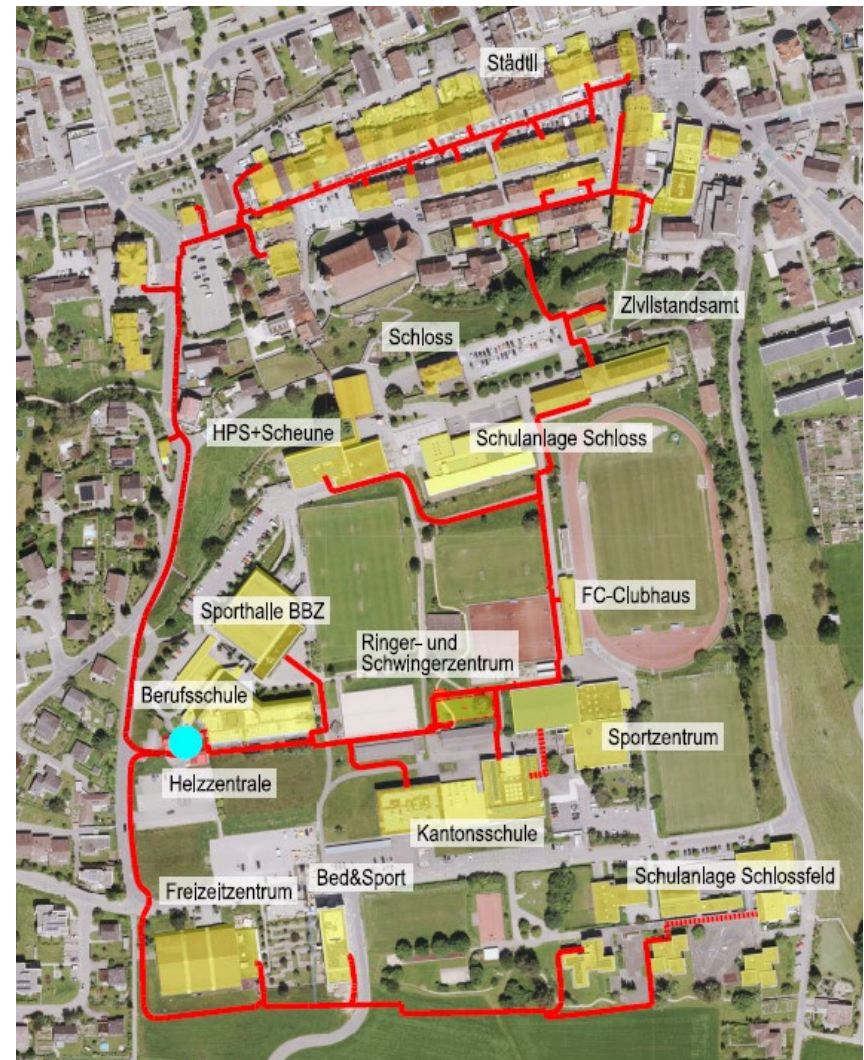 Städtll
Zlvllstandsamt
Schloss
HPS+Scheune
Schulanlage Schloss
FC-Clubhaus
Sporthalle BBZ
Ringer- und
Schwingerzentrum
Berufsschule
Sportzentrum
Helzzentrale
Kantonsschule
Bed&Sport
Schulanlage Schlossfeld
Freizeitzentrum